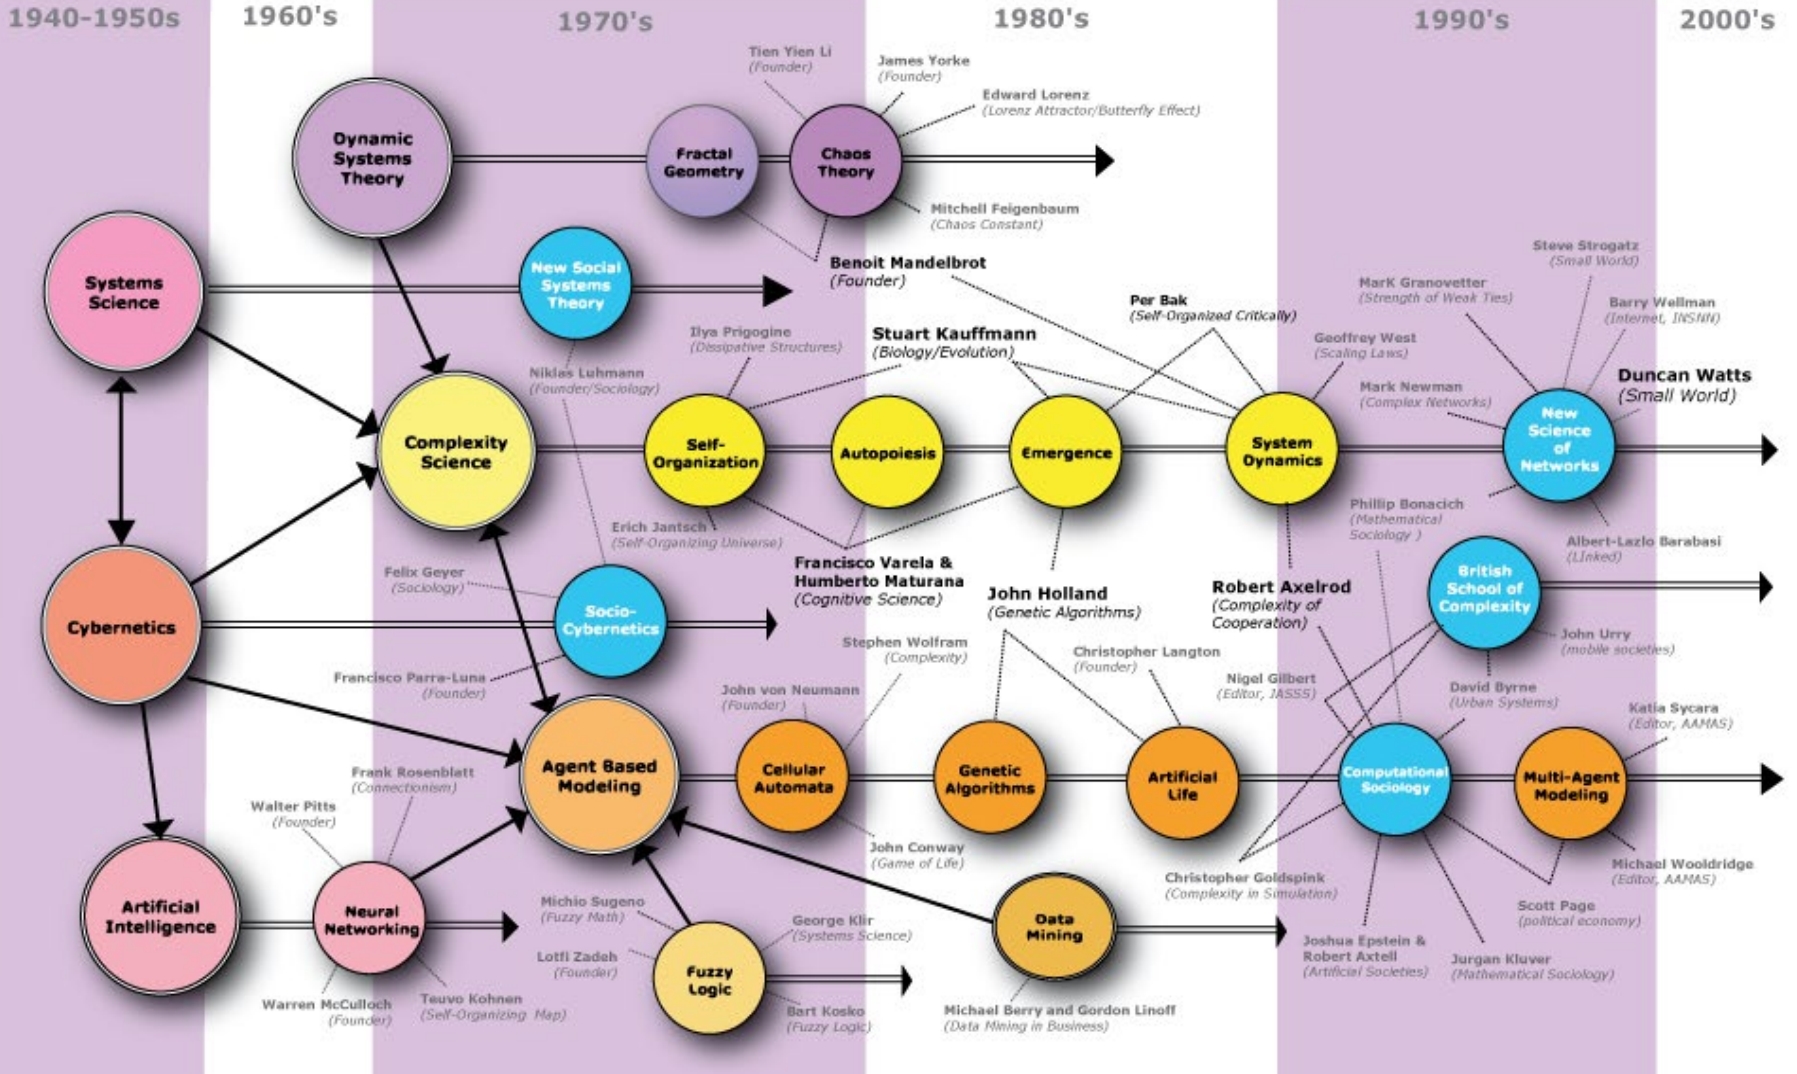 1940-1950s
1960's
1970's
1980's
1990's
2000's
Tien Yien Li
(Founder)
James Yorke
(Founder)
Edward Lorenz
(Lorenz Attractor/Butterfly Effect)
Dynamic
Systems
Theory
Fractal
Geometry
Chaos
Theory
Mitchell Feigenbaum
(Chaos Constant)
Benoit Mandelbrot
(Founder)
Systems
Science
New Social
Systems
Theory
Steve Strogatz
(Small World)
MarK Granovetter
(Strength of Weak Ties)
Barry Wellman
(Internet, INSNN)
Per Bak
(Self-Organized Critically)
Ilya Prigogine
(Dissipative Structures)
Stuart Kauffmann
(Biology/Evolution)
Geoffrey West
(Scaling Laws)
Niklas Luhmann
(Founder/Sociology)
Mark Newman
(Complex Networks)
Duncan Watts
(Small World)
Complexity
Science
Self-
Organization
Autopoiesis
Emergence
System
Dynamics
New
Science
of
Networks
Erich Jantsch
(Self-Organizing Universe)
Phillip Bonacich
(Mathematical
Sociology )
Albert-Lazlo Barabasi
(LInked)
Francisco Varela &
Humberto Maturana
(Cognitive Science)
John Holland
(Genetic Algorithms)
Robert Axelrod
(Complexity of
Cooperation)
British
School of
Complexity
Felix Geyer
(Sociology)
Cybernetics
Socio-
Cybernetics
John Urry
(mobile societies)
Stephen Wolfram
(Complexity)
Christopher Langton
(Founder)
Francisco Parra-Luna
(Founder)
John von Neumann
(Founder)
Nigel Gilbert
(Editor, JASSS)
David Byrne
(Urban Systems)
Katia Sycara
(Editor, AAMAS)
Agent Based
Modeling
Cellular
Automata
Genetic
Algorithms
Artificial
Life
Computational
Sociology
Multi-Agent
Modeling
Frank Rosenblatt
(Connectionism)
Walter Pitts
(Founder)
John Conway
(Game of Life)
Christopher Goldspink
(Complexity in Simulation)
Michael Wooldridge
(Editor, AAMAS)
Artificial
Intelligence
Neural
Networking
Michio Sugeno
(Fuzzy Math)
George Klir
(Systems Science)
Data
Mining
Scott Page
(political economy)
Joshua Epstein &
Robert Axtell
(Artificial Societies)
Jurgan Kluver
(Mathematical Sociology)
Lotfi Zadeh
(Founder)
Fuzzy
Logic
Warren McCulloch
(Founder)
Teuvo Kohnen
(Self-Organizing Map)
Bart Kosko
(Fuzzy Logic)
Michael Berry and Gordon Linoff
(Data Mining in Business)